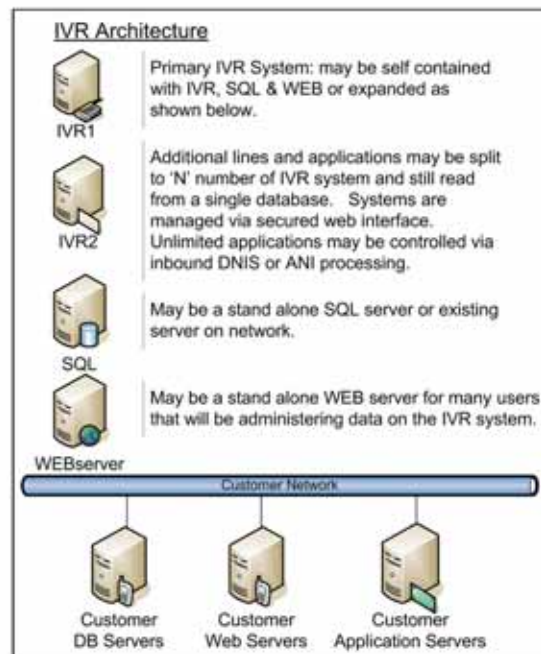 IVR Architecture
Primary IVR System: may be self contained
with IVR, SQL & WEB or expanded as
shown below.
IVR1
Additional lines and applications may be split
to 'N' number of IVR system and still read
from a single database. Systems are
managed via secured web interface.
Unlimited applications may be controlled via
inbound DNIS or ANI processing.
IVR2
May be a stand alone SQL server or existing
server on network.
SQL
May be a stand alone WEB server for many users
that will be administering data on the IVR system.
WEBserver
Customer Network
Customer
DB Servers
Customer
Web Servers
Customer
Application Servers